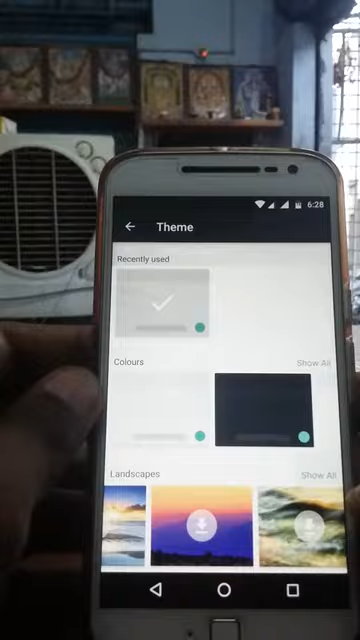 6:28
Theme
Recently used
Colours
Show All
Landscapes
Show All